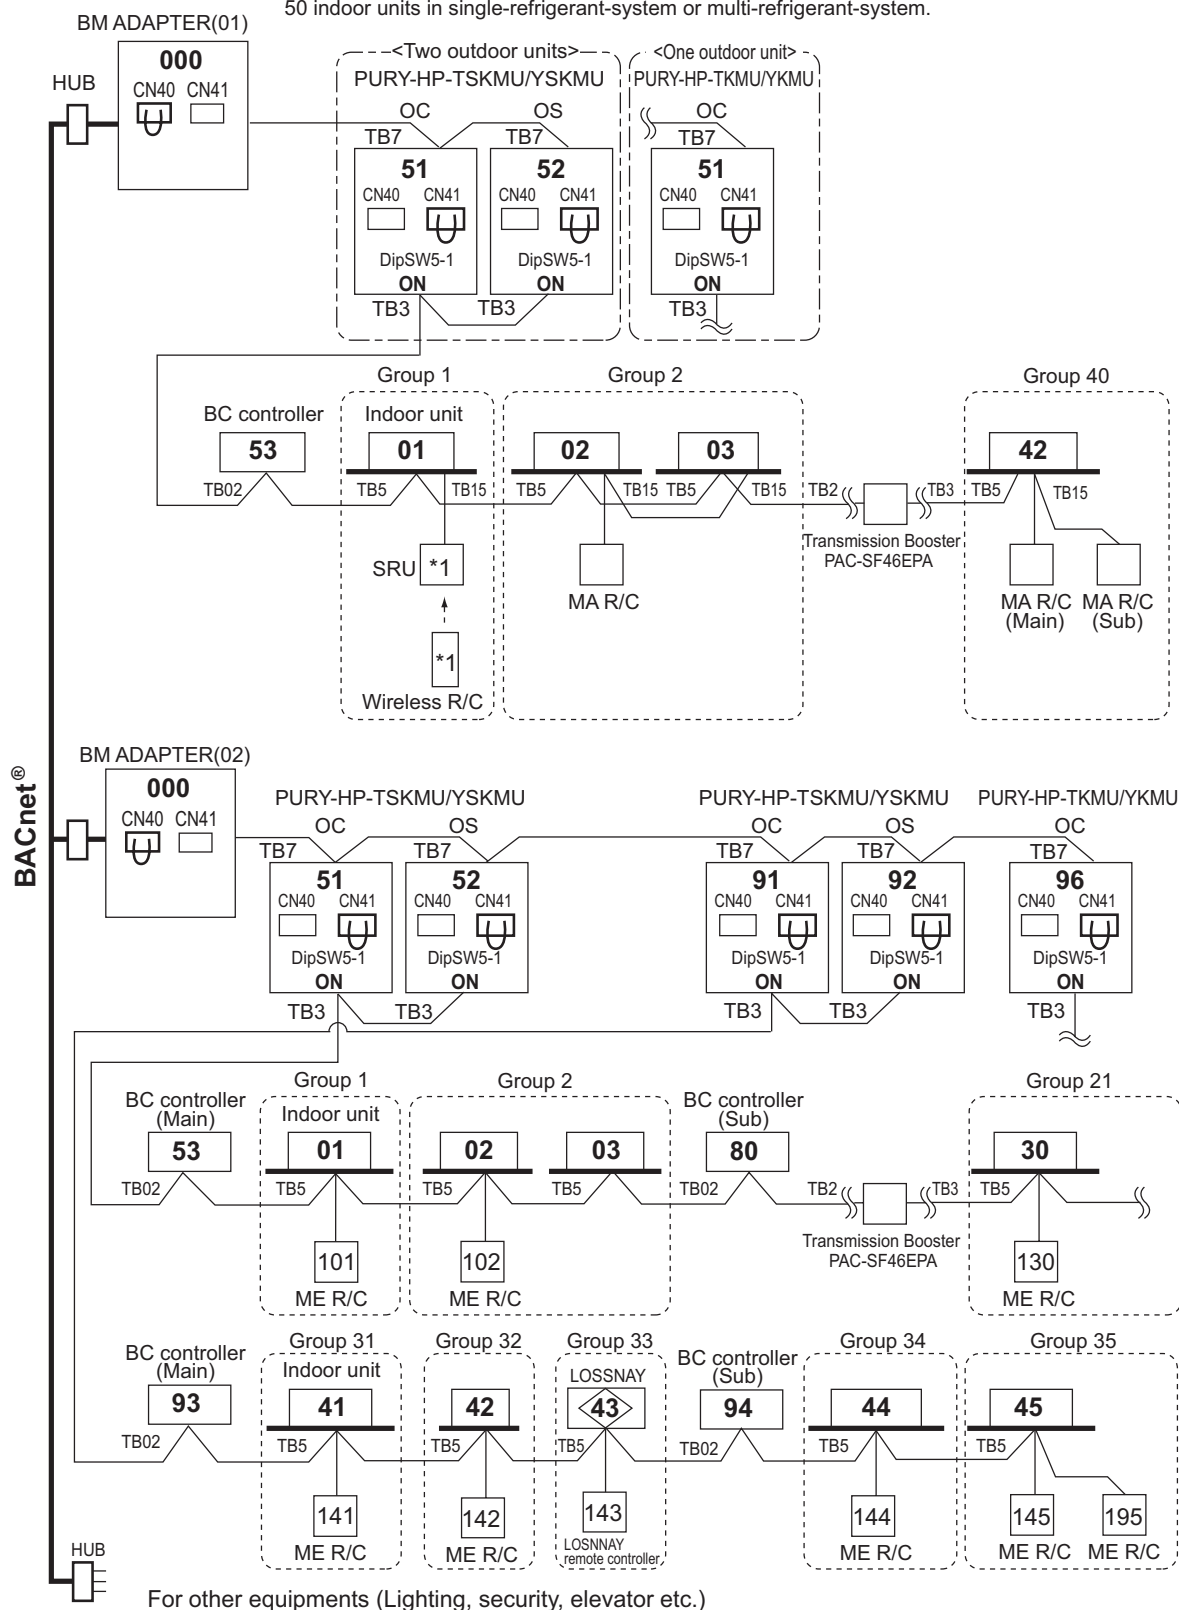 50 indoor units in single-refrigerant-system or multi-refrigerant-system.
BM ADAPTER(01)
000
CN40 CN41
HUB
<Two outdoor units>
PURY-HP-TSKMU/YSKMU
OC OS
TB7 TB7
51 52
CN40 CN41 CN40 CN41
DipSW5-1 DipSW5-1
ON ON
TB3 TB3
<One outdoor unit>
PURY-HP-TKMU/YKMU
OC
TB7
51
CN40 CN41
DipSW5-1
ON
TB3
Group 1 Group 2 Group 40
BC controller Indoor unit
53 01 02 03 42
TB02 TB5 TB15 TB5 TB15 TB5 TB15 TB2 TB3 TB5 TB15
Transmission Booster
PAC-SF46EPA
SRU *1
MA R/C
MA R/C
(Main)
MA R/C
(Sub)
*1
Wireless R/C
BACnet®
BM ADAPTER(02)
000
CN40 CN41
PURY-HP-TSKMU/YSKMU PURY-HP-TSKMU/YSKMU PURY-HP-TKMU/YKMU
OC OS OC OS OC
TB7 TB7 TB7 TB7 TB7
51 52 91 92 96
CN40 CN41 CN40 CN41 CN40 CN41 CN40 CN41 CN40 CN41
DipSW5-1 DipSW5-1 DipSW5-1 DipSW5-1 DipSW5-1
ON ON ON ON ON
TB3 TB3 TB3 TB3 TB3
Group 1 Group 2 Group 21
BC controller
(Main)
Indoor unit
BC controller
(Sub)
53 01 02 03 80 30
TB02 TB5 TB5 TB5 TB02 TB2 TB3 TB5
Transmission Booster
PAC-SF46EPA
101 102 130
ME R/C ME R/C ME R/C
Group 31 Group 32 Group 33 Group 34 Group 35
BC controller
(Main)
Indoor unit
LOSSNAY
BC controller
(Sub)
93 41 42 43 94 44 45
TB02 TB5 TB5 TB5 TB02 TB5 TB5
141 142 143 144 145 195
ME R/C ME R/C
LOSNNAY
remote controller
ME R/C ME R/C ME R/C
HUB
For other equipments (Lighting, security, elevator etc.)